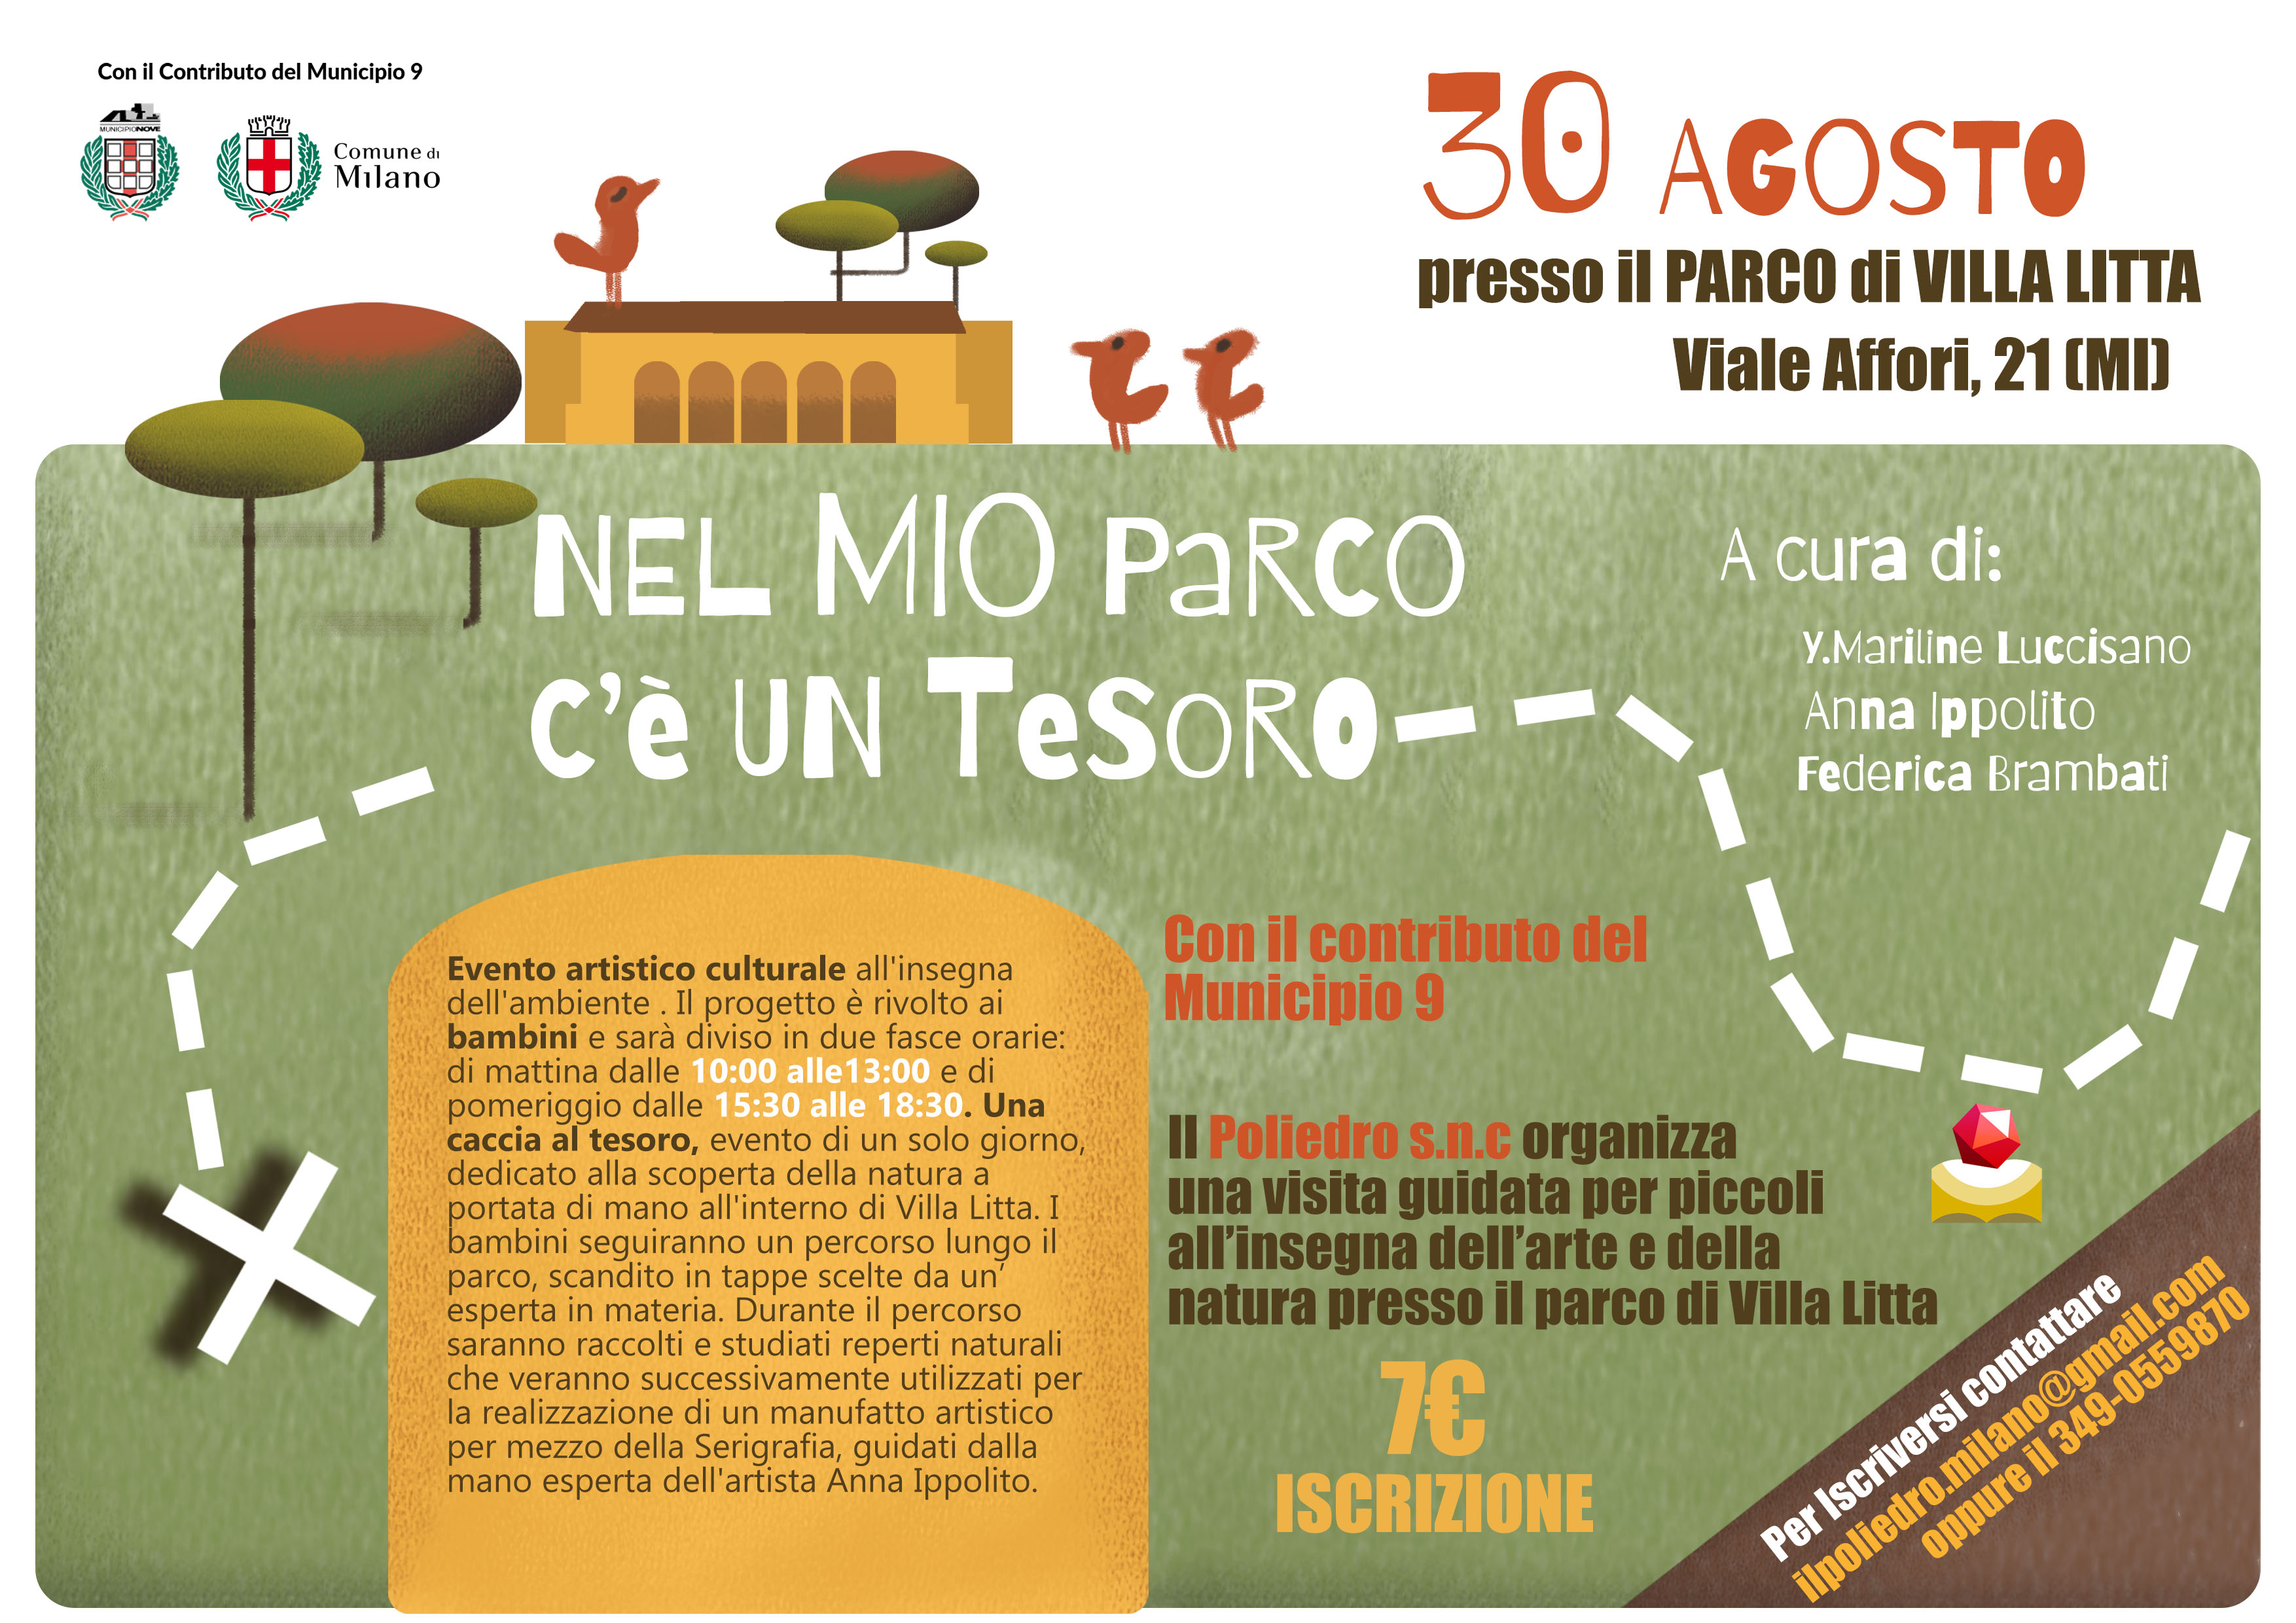 Con il Contributo del Municipio 9
MUNICIPIONOVE
Comune di
Milano
30 AGOSTO
presso il PARCO di VILLA LITTA
Viale Affori, 21 (MI)
NEL MIO PaRCO
C'è UN TeSORO
A cura di:
Y.Mariline Luccisano
Anna Ippolito
Federica Brambati
Evento artistico culturale all'insegna
dell'ambiente . Il progetto è rivolto ai
bambini e sarà diviso in due fasce orarie:
di mattina dalle 10:00 alle13:00 e di
pomeriggio dalle 15:30 alle 18:30. Una
caccia al tesoro, evento di un solo giorno,
dedicato alla scoperta della natura a
portata di mano all'interno di Villa Litta. I
bambini seguiranno un percorso lungo il
parco, scandito in tappe scelte da un'
esperta in materia. Durante il percorso
saranno raccolti e studiati reperti naturali
che veranno successivamente utilizzati per
la realizzazione di un manufatto artistico
per mezzo della Serigrafia, guidati dalla
mano esperta dell'artista Anna Ippolito.
Con il contributo del
Municipio 9
Il Poliedro s.n.c organizza
una visita guidata per piccoli
all'insegna dell'arte e della
natura presso il parco di Villa Litta
7€
ISCRIZIONE
Per Iscriversi contattare
ilpoliedro.milano@gmail.com
oppure il 349-0559870